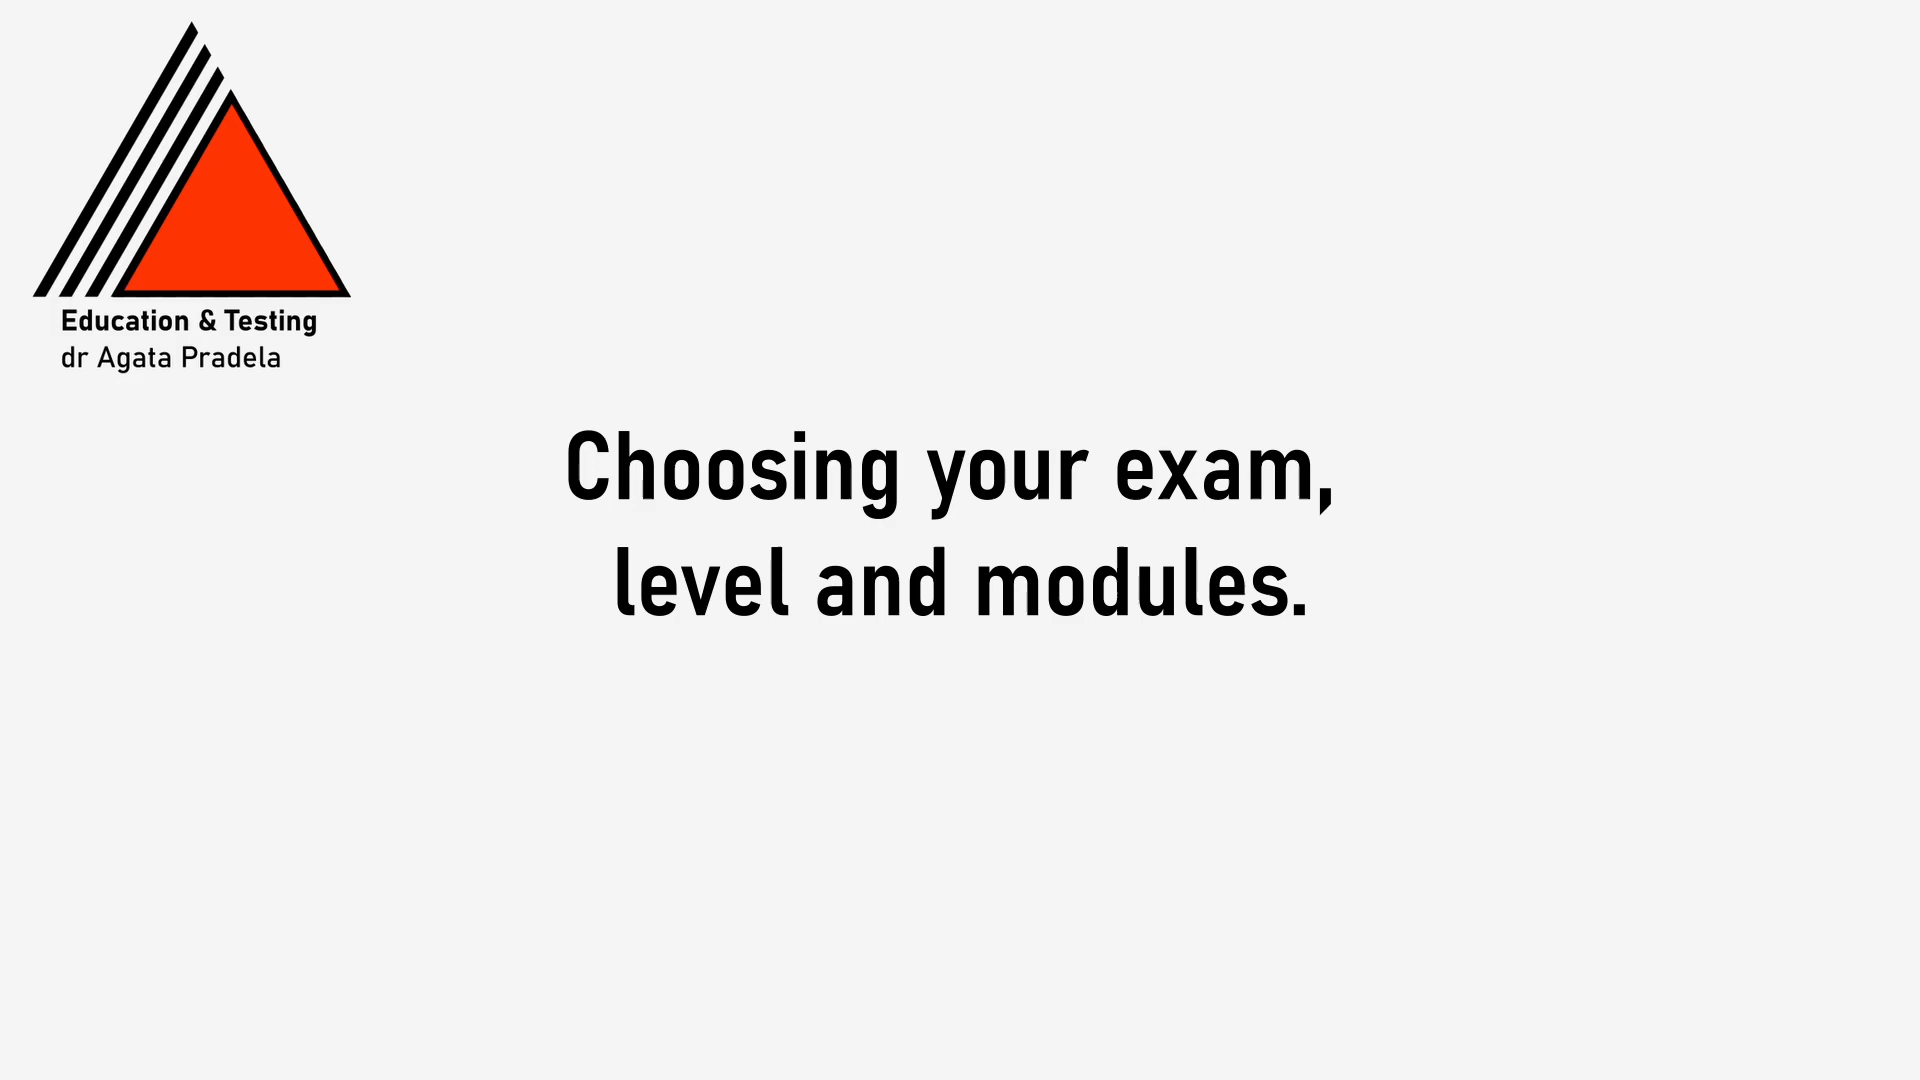 Education & Testing
dr Agata Pradela
Choosing your exam,
level and modules.